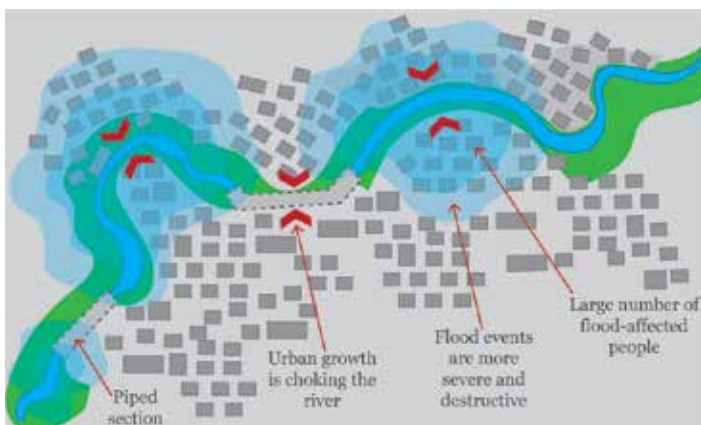 Piped
section
Urban growth
is choking the
river
Flood events
are more
severe and
destructive
Large number of
flood-affected
people